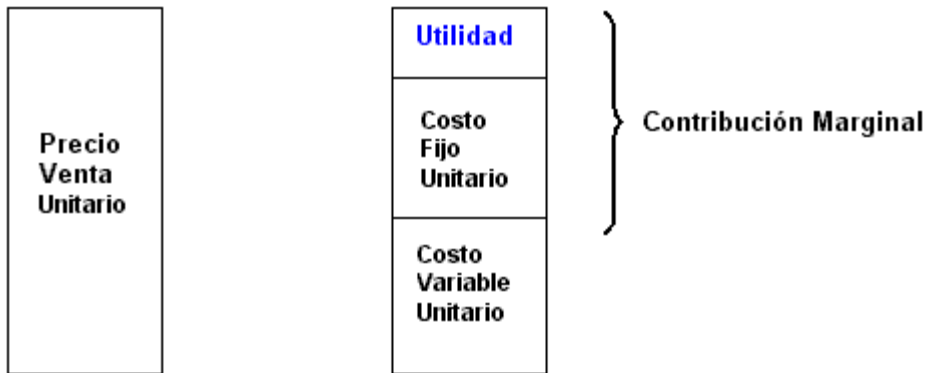 Precio
Venta
Unitario
Utilidad
Costo
Fijo
Unitario
Costo
Variable
Unitario
Contribución Marginal